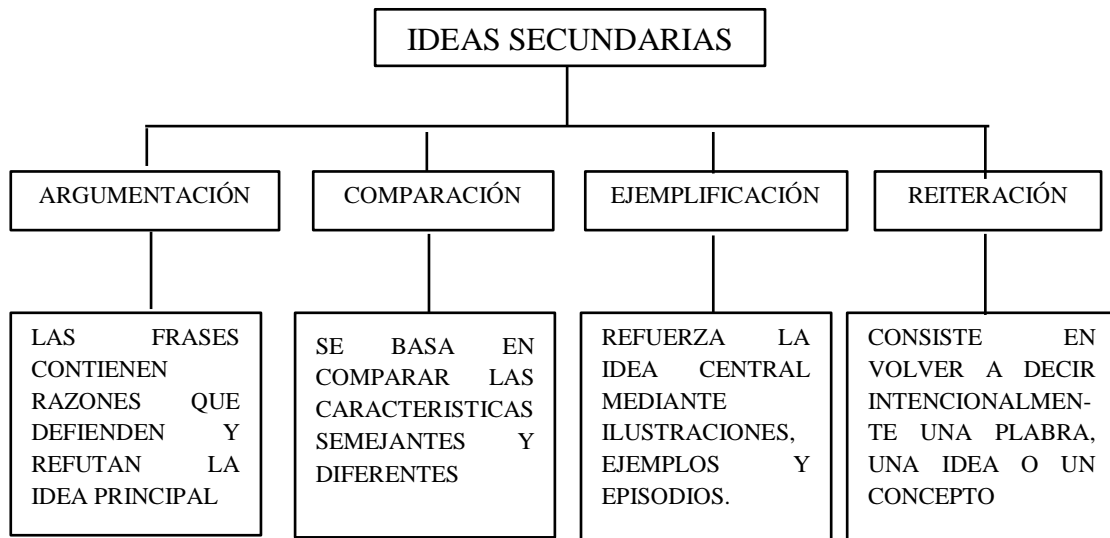 IDEAS SECUNDARIAS
ARGUMENTACIÓN
COMPARACIÓN
EJEMPLIFICACIÓN
REITERACIÓN
LAS FRASES
CONTIENEN
RAZONES QUE
DEFIENDEN Y
REFUTAN LA
IDEA PRINCIPAL
SE BASA EN
COMPARAR LAS
CARACTERISTICAS
SEMEJANTES Y
DIFERENTES
REFUERZA LA
IDEA CENTRAL
MEDIANTE
ILUSTRACIONES,
EJEMPLOS Y
EPISODIOS.
CONSISTE EN
VOLVER A DECIR
INTENCIONALMEN-
TE UNA PLABRA,
UNA IDEA O UN
CONCEPTO